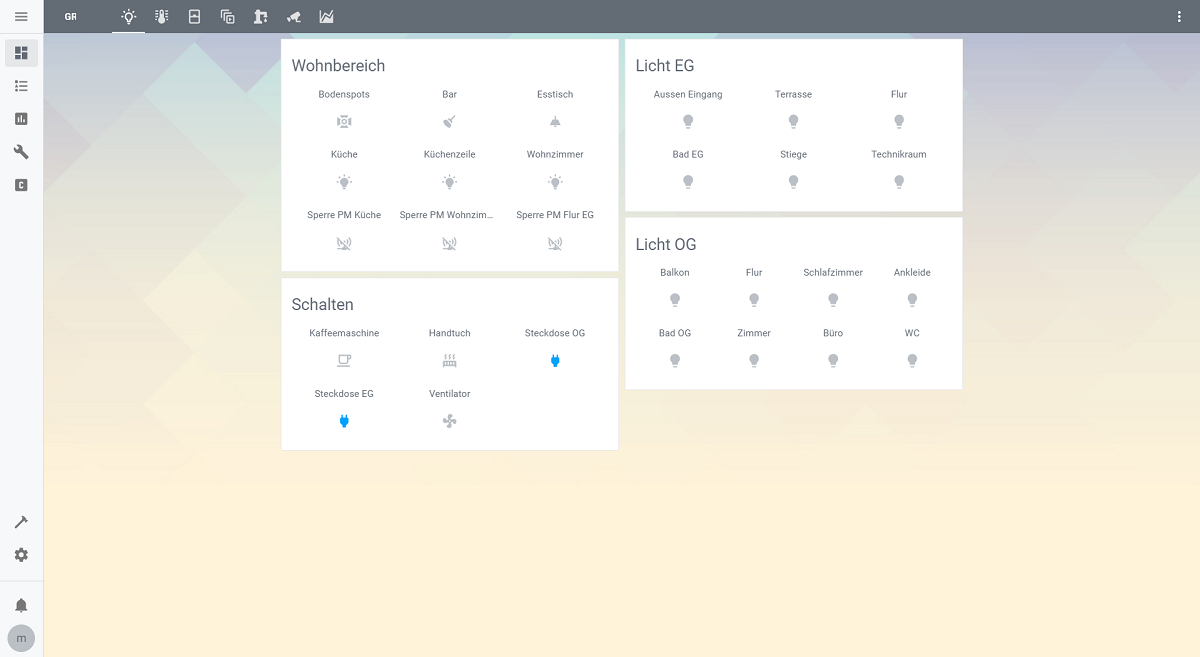 GR
Wohnbereich
Bodenspots Bar Esstisch
Küche Küchenzeile Wohnzimmer
Sperre PM Küche Sperre PM Wohnzim... Sperre PM Flur EG
Schalten
Kaffeemaschine Handtuch Steckdose OG
Steckdose EG Ventilator
Licht EG
Aussen Eingang Terrasse Flur
Bad EG Stiege Technikraum
Licht OG
Balkon Flur Schlafzimmer Ankleide
Bad OG Zimmer Büro WC
C
m